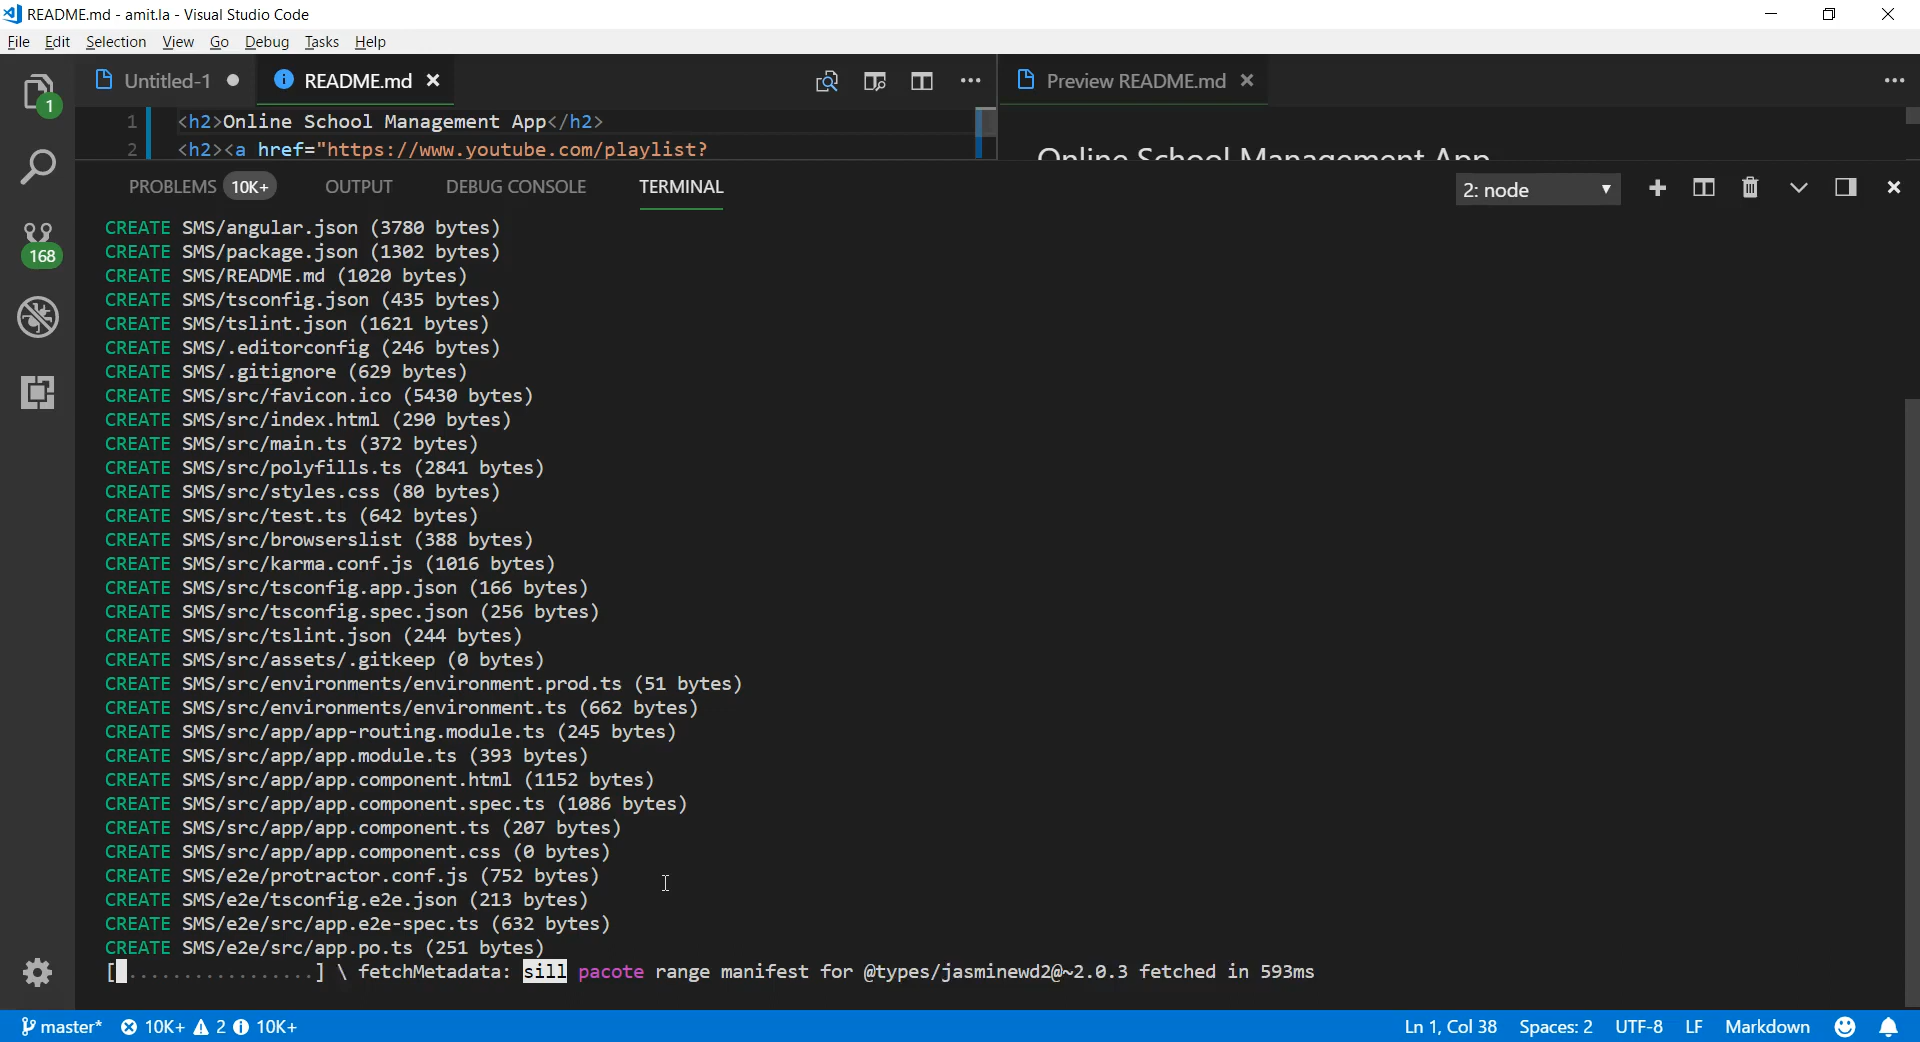 README.md - amit.la - Visual Studio Code
File Edit Selection View Go Debug Tasks Help
Untitled-1 README.md Preview README.md
1 <h2>Online School Management App</h2>
2 <h2><a href="https://www.youtube.com/playlist?
Online School Management App
PROBLEMS 10K+ OUTPUT DEBUG CONSOLE TERMINAL 2: node
1
168
CREATE SMS/angular.json (3780 bytes)
CREATE SMS/package.json (1302 bytes)
CREATE SMS/README.md (1020 bytes)
CREATE SMS/tsconfig.json (435 bytes)
CREATE SMS/tslint.json (1621 bytes)
CREATE SMS/.editorconfig (246 bytes)
CREATE SMS/.gitignore (629 bytes)
CREATE SMS/src/favicon.ico (5430 bytes)
CREATE SMS/src/index.html (290 bytes)
CREATE SMS/src/main.ts (372 bytes)
CREATE SMS/src/polyfills.ts (2841 bytes)
CREATE SMS/src/styles.css (80 bytes)
CREATE SMS/src/test.ts (642 bytes)
CREATE SMS/src/browserslist (388 bytes)
CREATE SMS/src/karma.conf.js (1016 bytes)
CREATE SMS/src/tsconfig.app.json (166 bytes)
CREATE SMS/src/tsconfig.spec.json (256 bytes)
CREATE SMS/src/tslint.json (244 bytes)
CREATE SMS/src/assets/.gitkeep (0 bytes)
CREATE SMS/src/environments/environment.prod.ts (51 bytes)
CREATE SMS/src/environments/environment.ts (662 bytes)
CREATE SMS/src/app/app-routing.module.ts (245 bytes)
CREATE SMS/src/app/app.module.ts (393 bytes)
CREATE SMS/src/app/app.component.html (1152 bytes)
CREATE SMS/src/app/app.component.spec.ts (1086 bytes)
CREATE SMS/src/app/app.component.ts (207 bytes)
CREATE SMS/src/app/app.component.css (0 bytes)
CREATE SMS/e2e/protractor.conf.js (752 bytes)
CREATE SMS/e2e/tsconfig.e2e.json (213 bytes)
CREATE SMS/e2e/src/app.e2e-spec.ts (632 bytes)
CREATE SMS/e2e/src/app.po.ts (251 bytes)
[ .................] \ fetchMetadata: sill pacote range manifest for @types/jasminewd2@~2.0.3 fetched in 593ms
master* 10K+ 2 10K+ Ln 1, Col 38 Spaces: 2 UTF-8 LF Markdown